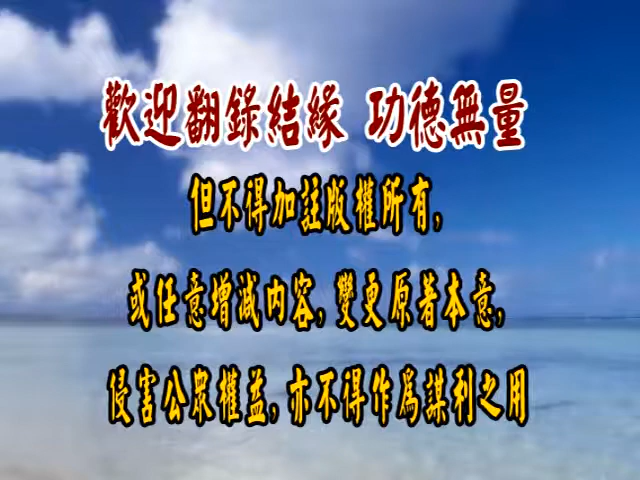 歡迎翻錄結緣 功德無量
但不得加註版權所有,
或任意增減內容,變更原著本意,
侵害公眾權益,亦不得作為謀利之用